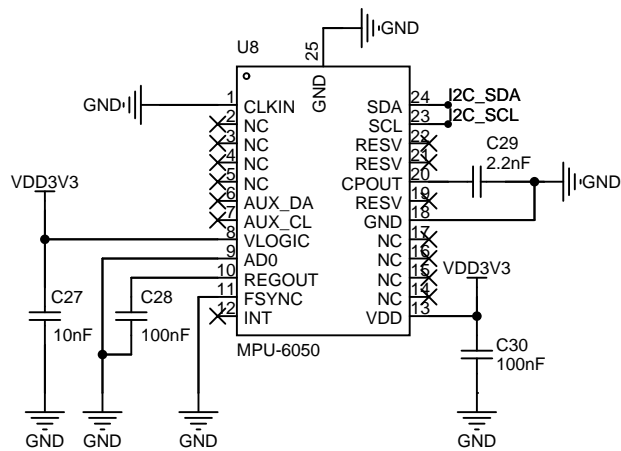 U8
25
GND
GND
GND
1
CLKIN
SDA
24
I2C_SDA
2
NC
SCL
23
I2C_SCL
3
NC
RESV
22
C29
4
NC
RESV
21
2.2nF
5
NC
CPOUT
20
GND
VDD3V3
6
AUX_DA
RESV
19
7
AUX_CL
GND
18
8
VLOGIC
NC
17
9
AD0
NC
16
VDD3V3
10
REGOUT
NC
15
11
FSYNC
NC
14
12
INT
VDD
13
C27
10nF
C28
100nF
MPU-6050
C30
100nF
GND
GND
GND
GND